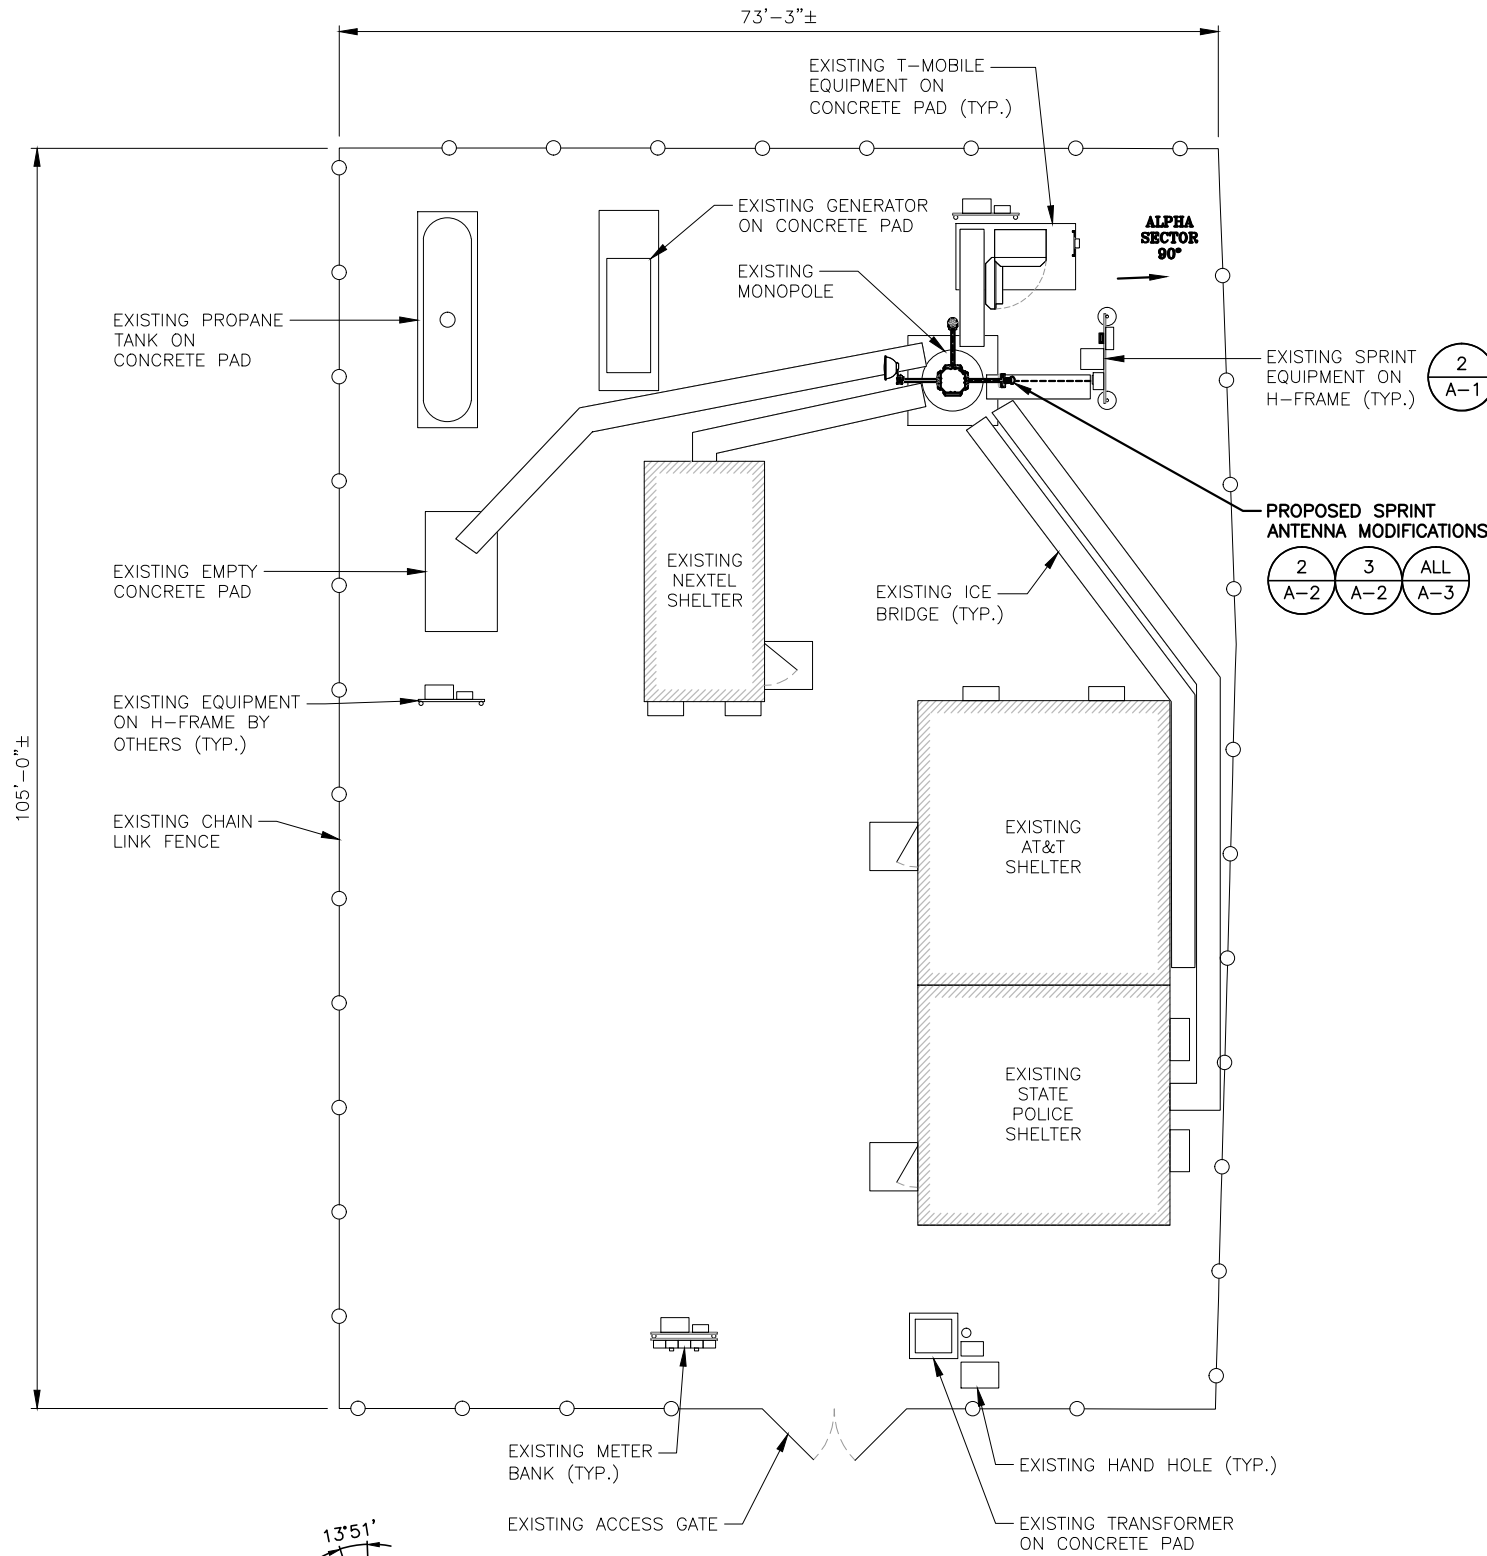 73'-3"±
EXISTING T-MOBILE
EQUIPMENT ON
CONCRETE PAD (TYP.)
EXISTING GENERATOR
ON CONCRETE PAD
ALPHA
SECTOR
90°
EXISTING
MONOPOLE
EXISTING PROPANE
TANK ON
CONCRETE PAD
EXISTING SPRINT
EQUIPMENT ON
H-FRAME (TYP.)
2
A-1
PROPOSED SPRINT
ANTENNA MODIFICATIONS
2
A-2
3
A-2
ALL
A-3
EXISTING EMPTY
CONCRETE PAD
EXISTING
NEXTEL
SHELTER
EXISTING ICE
BRIDGE (TYP.)
EXISTING EQUIPMENT
ON H-FRAME BY
OTHERS (TYP.)
105'-0"±
EXISTING CHAIN
LINK FENCE
EXISTING
AT&T
SHELTER
EXISTING
STATE
POLICE
SHELTER
EXISTING METER
BANK (TYP.)
EXISTING HAND HOLE (TYP.)
EXISTING ACCESS GATE
EXISTING TRANSFORMER
ON CONCRETE PAD
13°51'